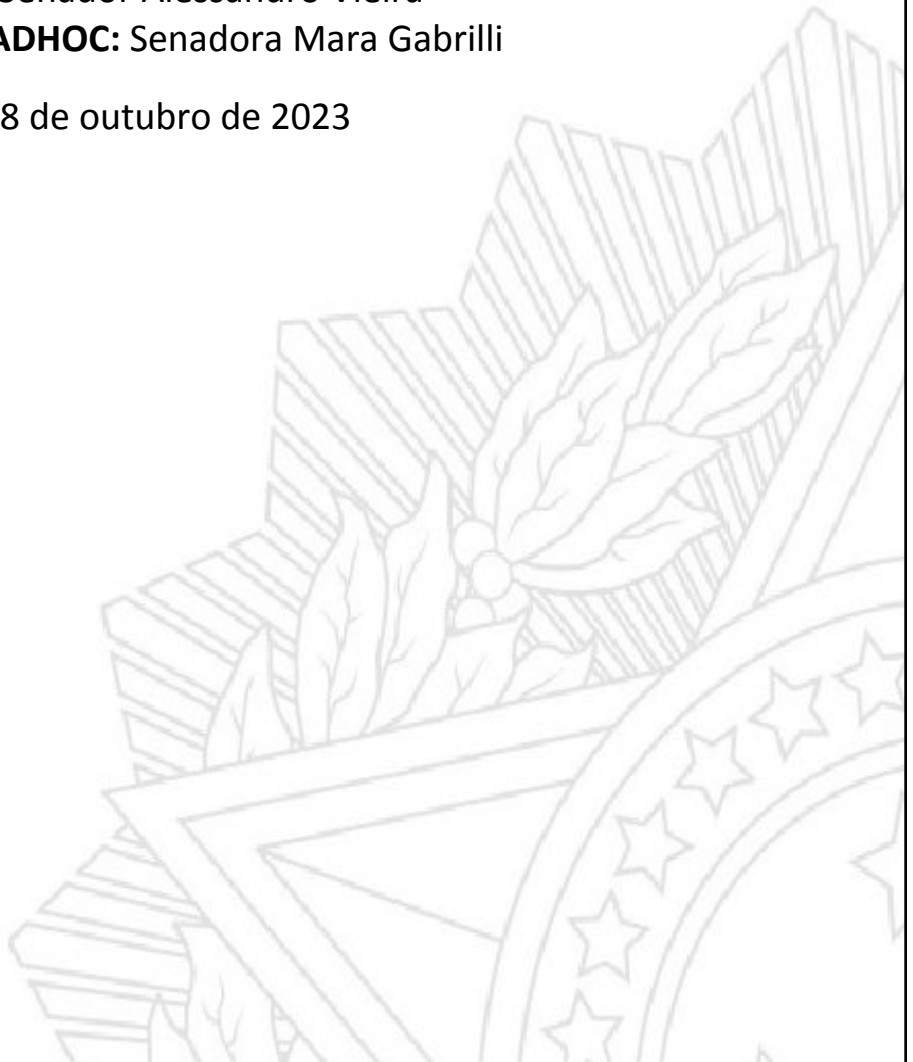 Senador Alessandro Vieira
ADHOC: Senadora Mara Gabrilli
8 de outubro de 2023